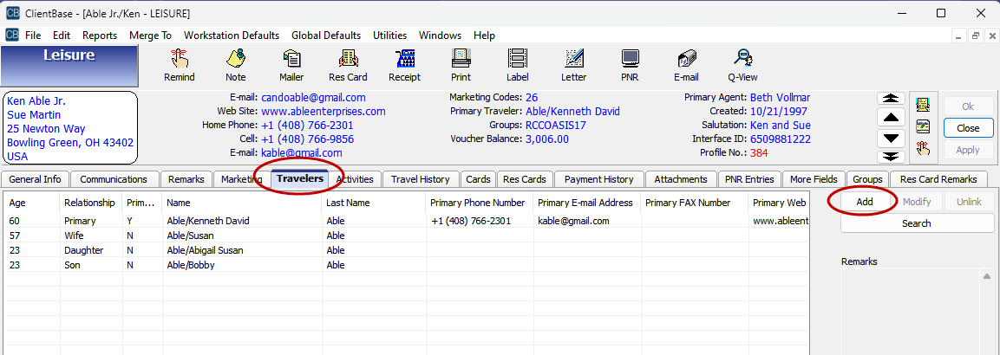 CB ClientBase - [Able Jr./Ken - LEISURE]
CB File Edit Reports Merge To Workstation Defaults Global Defaults Utilities Windows Help
Leisure
Remind Note Mailer Res Card Receipt Print Label Letter PNR E-mail Q-View
Ken Able Jr.
Sue Martin
25 Newton Way
Bowling Green, OH 43402
USA
E-mail: candoable@gmail.com
Web Site: www.ableenterprises.com
Home Phone: +1 (408) 766-2301
Cell: +1 (408) 766-9856
E-mail: kable@gmail.com
Marketing Codes: 26
Primary Traveler: Able/Kenneth David
Groups: RCCOASIS17
Voucher Balance: 3,006.00
Primary Agent: Beth Vollmar
Created: 10/21/1997
Salutation: Ken and Sue
Interface ID: 6509881222
Profile No.: 384
Ok
Close
Apply
General Info Communications Remarks Marketing Travelers Activities Travel History Cards Res Cards Payment History Attachments PNR Entries More Fields Groups Res Card Remarks
Age Relationship Prim... Name Last Name Primary Phone Number Primary E-mail Address Primary FAX Number Primary Web
60 Primary Y Able/Kenneth David Able +1 (408) 766-2301 kable@gmail.com www.ableent
57 Wife N Able/Susan Able
23 Daughter N Able/Abigail Susan Able
23 Son N Able/Bobby Able
Add Modify Unlink
Search
Remarks